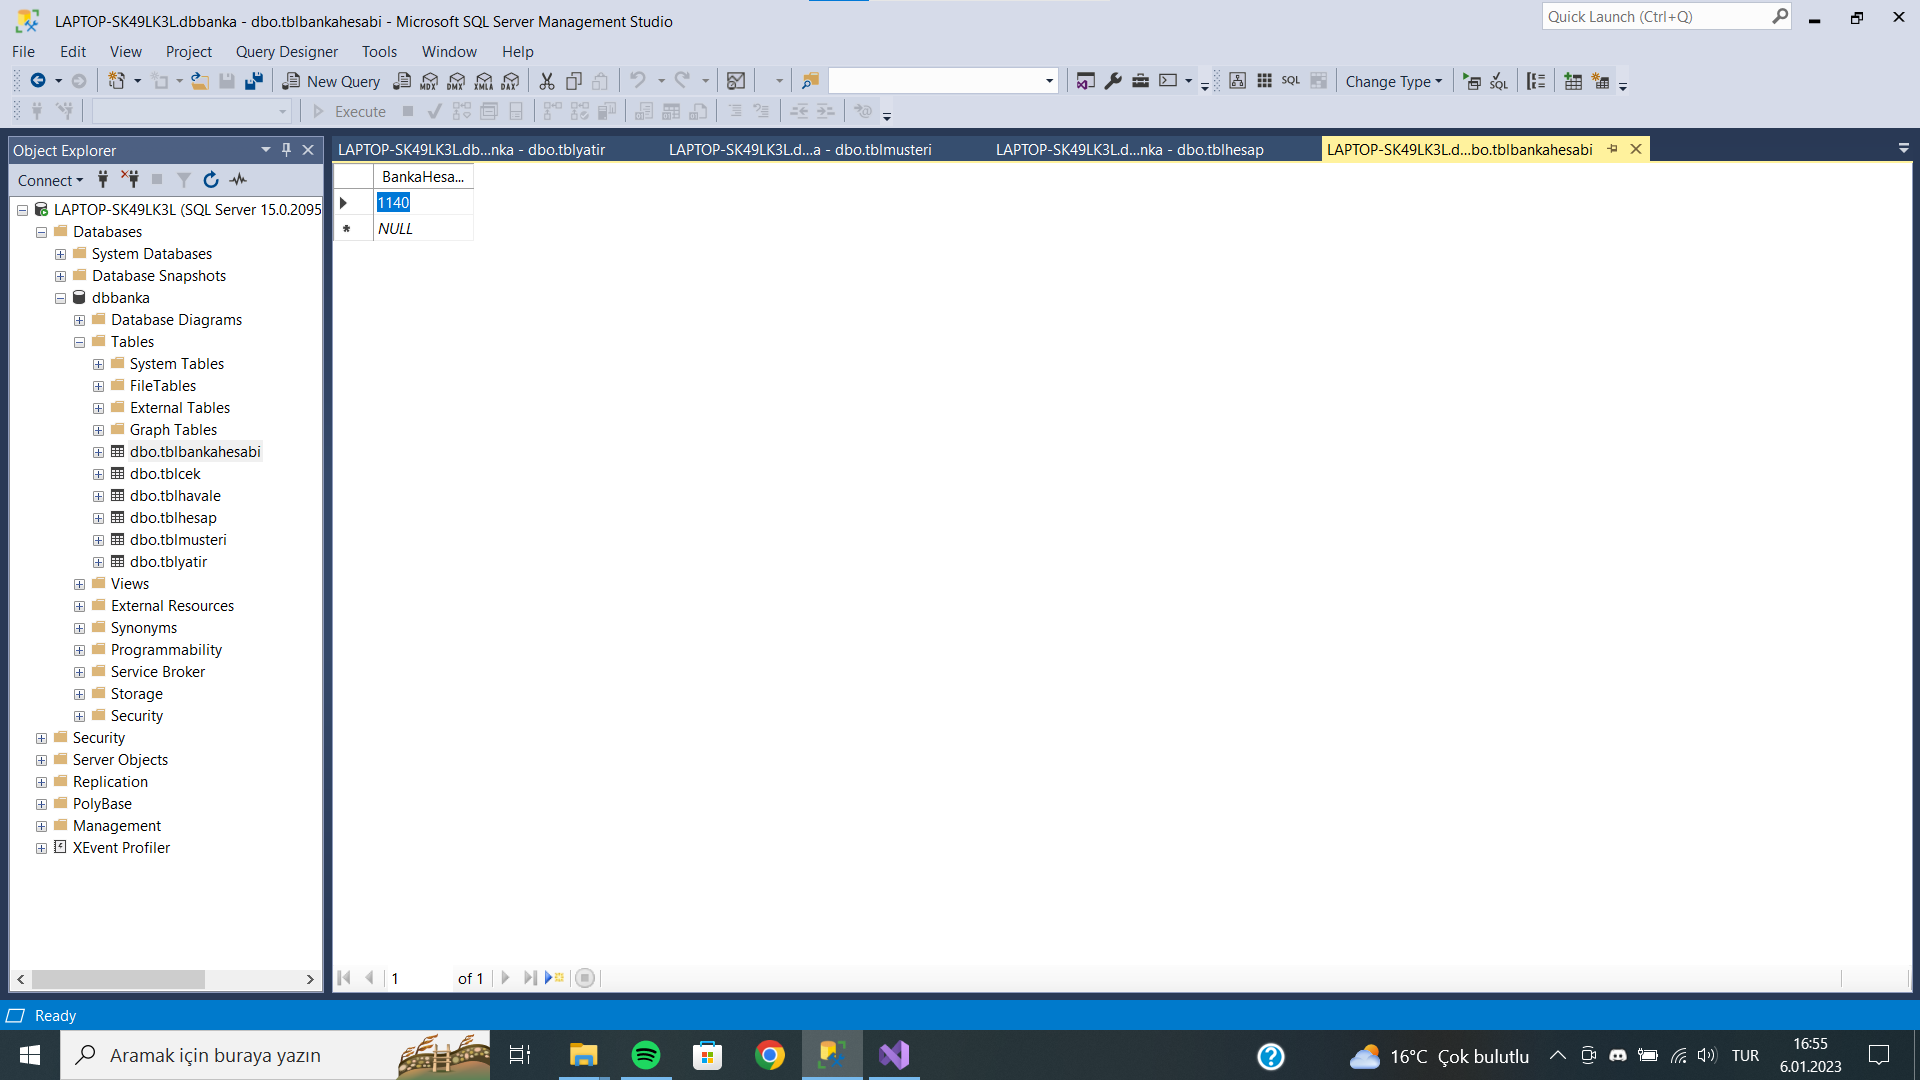 LAPTOP-SK49LK3L.dbbanka - dbo.tblbankahesabi - Microsoft SQL Server Management Studio
Quick Launch (Ctrl+Q)
File Edit View Project Query Designer Tools Window Help
New Query MDX DMX XMLA DAX SQL Change Type SQL
Execute
Object Explorer
LAPTOP-SK49LK3L.db...nka - dbo.tblyatir LAPTOP-SK49LK3L.d...a - dbo.tblmusteri LAPTOP-SK49LK3L.d...nka - dbo.tblhesap LAPTOP-SK49LK3L.d...bo.tblbankahesabi
Connect
LAPTOP-SK49LK3L (SQL Server 15.0.2095
Databases
System Databases
Database Snapshots
dbbanka
Database Diagrams
Tables
System Tables
FileTables
External Tables
Graph Tables
dbo.tblbankahesabi
dbo.tblcek
dbo.tblhavale
dbo.tblhesap
dbo.tblmusteri
dbo.tblyatir
Views
External Resources
Synonyms
Programmability
Service Broker
Storage
Security
Security
Server Objects
Replication
PolyBase
Management
XEvent Profiler
BankaHesa...
1140
NULL
1 of 1
Ready
Aramak için buraya yazın
16°C Çok bulutlu
TUR
16:55
6.01.2023